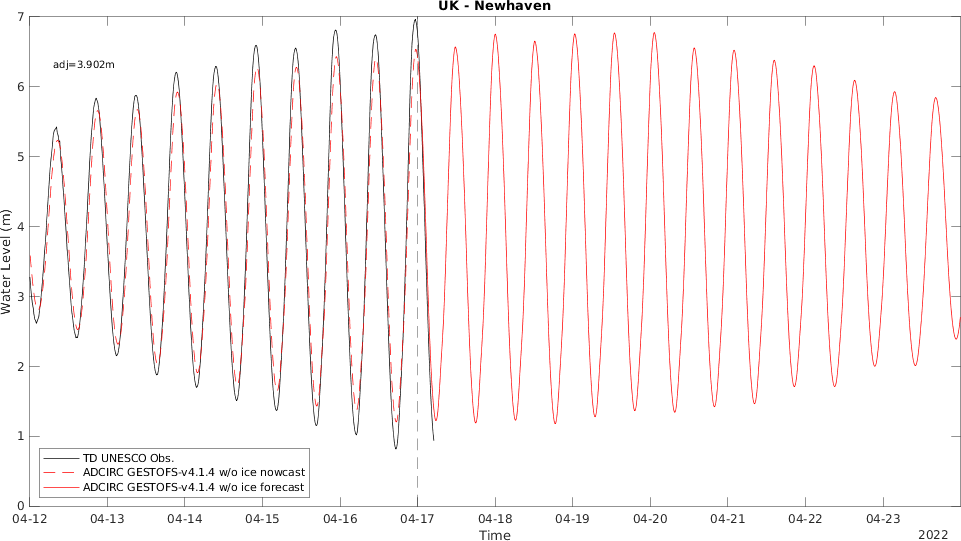 UK - Newhaven
7
adj=3.902m
6
5
4
3
2
1
0
Water Level (m)
TD UNESCO Obs.
ADCIRC GESTOFS-v4.1.4 w/o ice nowcast
ADCIRC GESTOFS-v4.1.4 w/o ice forecast
04-12 04-13 04-14 04-15 04-16 04-17 04-18 04-19 04-20 04-21 04-22 04-23
Time
2022